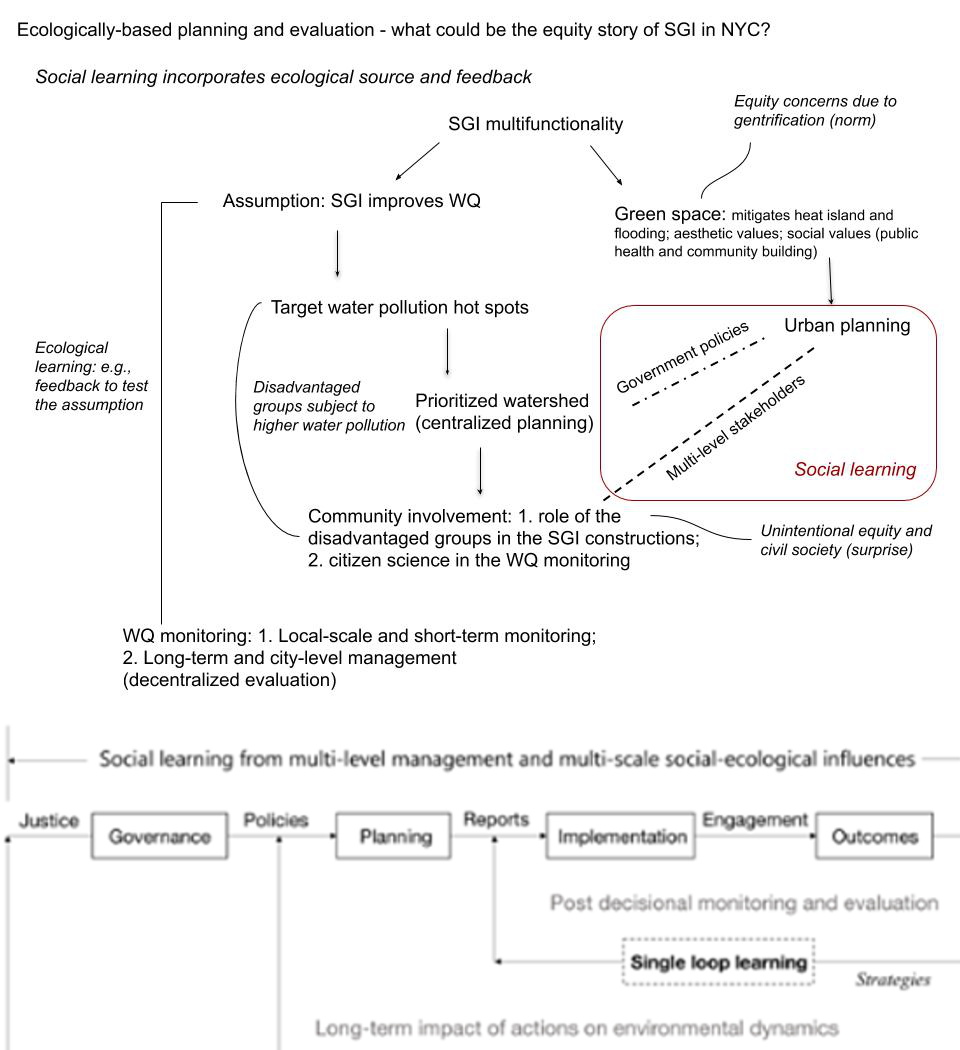 Ecologically-based planning and evaluation - what could be the equity story of SGI in NYC?
Social learning incorporates ecological source and feedback
Equity concerns due to
gentrification (norm)
SGI multifunctionality
Assumption: SGI improves WQ
Green space: mitigates heat island and
flooding; aesthetic values; social values (public
health and community building)
Target water pollution hot spots
Urban planning
Government policies
Ecological
learning: e.g.,
feedback to test
the assumption
Disadvantaged
groups subject to
higher water pollution
Prioritized watershed
(centralized planning)
Multi-level stakeholders
Social learning
Community involvement: 1. role of the
disadvantaged groups in the SGI constructions;
2. citizen science in the WQ monitoring
Unintentional equity and
civil society (surprise)
WQ monitoring: 1. Local-scale and short-term monitoring;
2. Long-term and city-level management
(decentralized evaluation)
Social learning from multi-level management and multi-scale social-ecological influences
Justice
Governance
Policies
Planning
Reports
Implementation
Engagement
Outcomes
Post decisional monitoring and evaluation
Single loop learning
Strategies
Long-term impact of actions on environmental dynamics